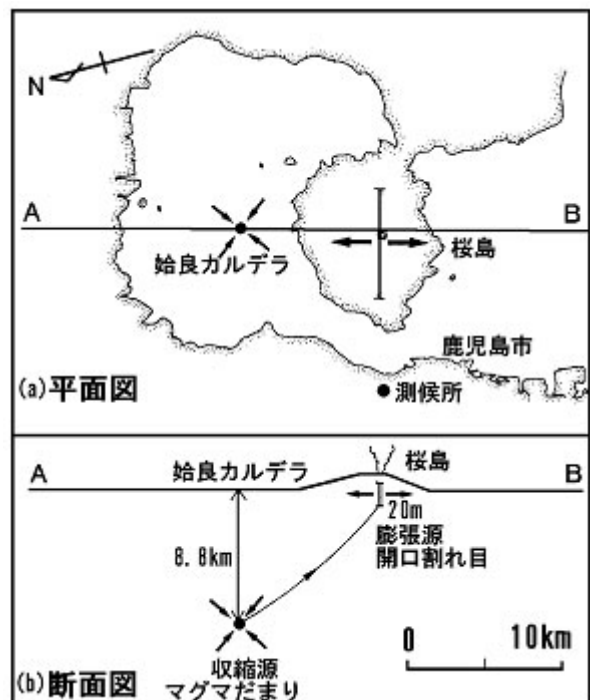 N
A
B
姶良カルデラ
桜島
鹿児島市
測候所
(a)平面図
A
姶良カルデラ
桜島
B
20m
膨張源
開口割れ目
8.8km
収縮源
マグマだまり
0
10km
(b)断面図